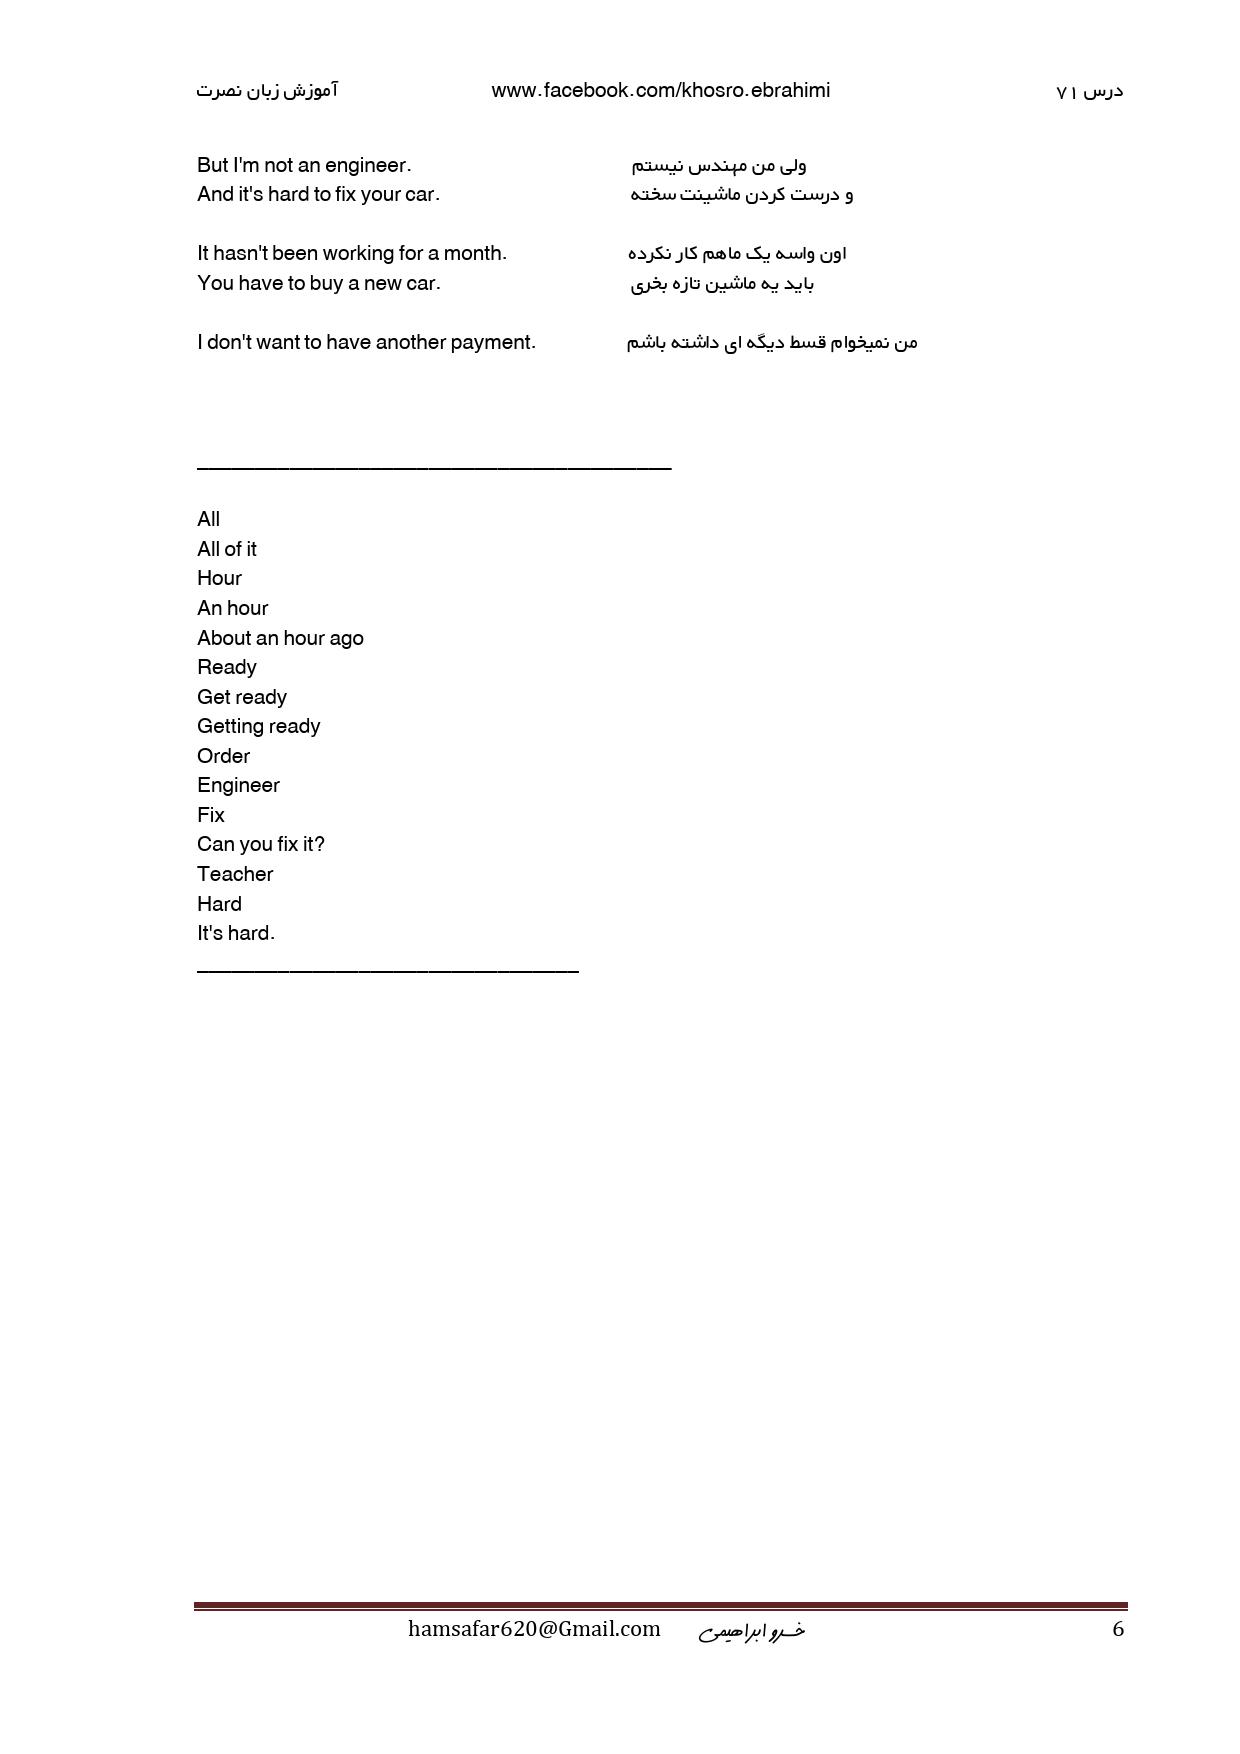 آموزش زبان نصرت www.facebook.com/khosro.ebrahimi درس ۷۱
But I'm not an engineer. ولی من مهندس نیستم
And it's hard to fix your car. و درست کردن ماشینت سخته
It hasn't been working for a month. اون واسه یک ماهم کار نکرده
You have to buy a new car. باید یه ماشین تازه بخری
I don't want to have another payment. من نمیخوام قسط دیگه ای داشته باشم
All
All of it
Hour
An hour
About an hour ago
Ready
Get ready
Getting ready
Order
Engineer
Fix
Can you fix it?
Teacher
Hard
It's hard.
hamsafar620@Gmail.com خسرو ابراهیمی 6